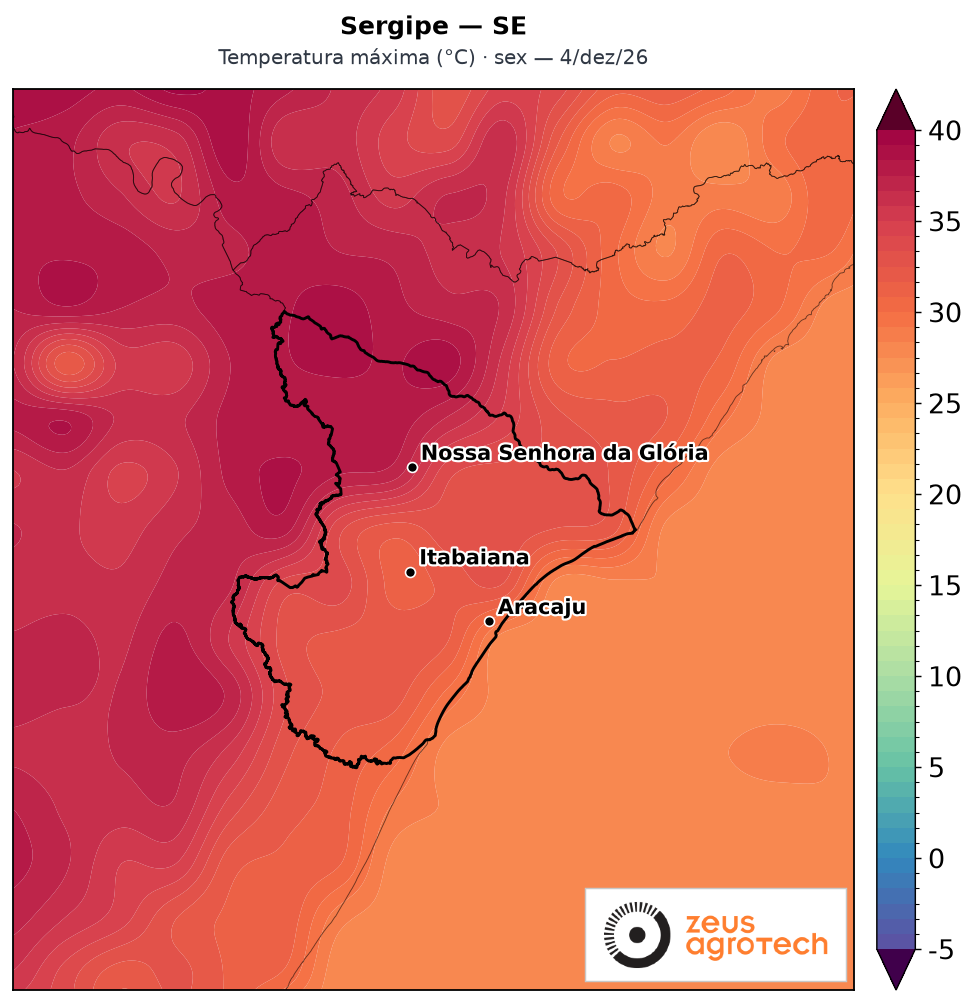 Sergipe — SE
Temperatura máxima (°C) · sex — 4/dez/26
40
35
30
25
20
15
10
5
0
-5
Nossa Senhora da Glória
Itabaiana
Aracaju
zeus
agrotech